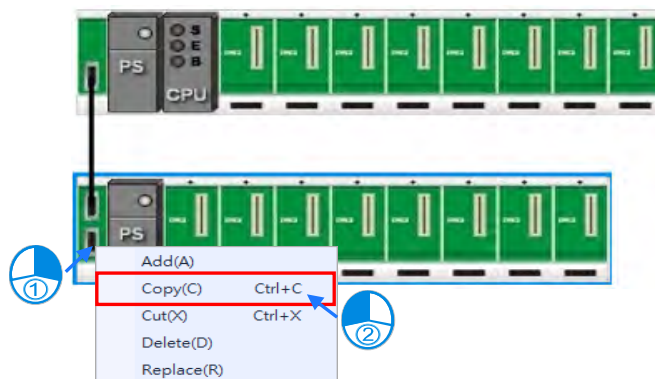 S
E
B
PS
CPU
PS
Add(A)
Copy(C) Ctrl+C
Cut(X) Ctrl+X
Delete(D)
Replace(R)
①
②